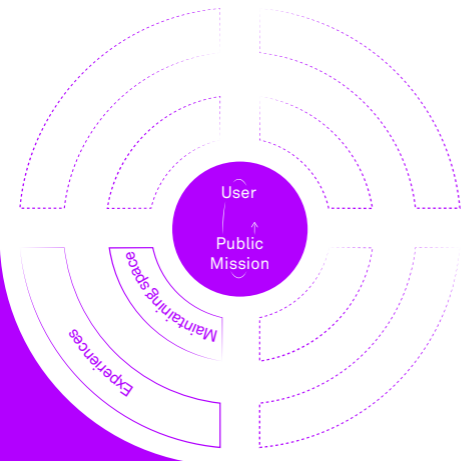 User
Public
Mission
Maintaining space
Experiences